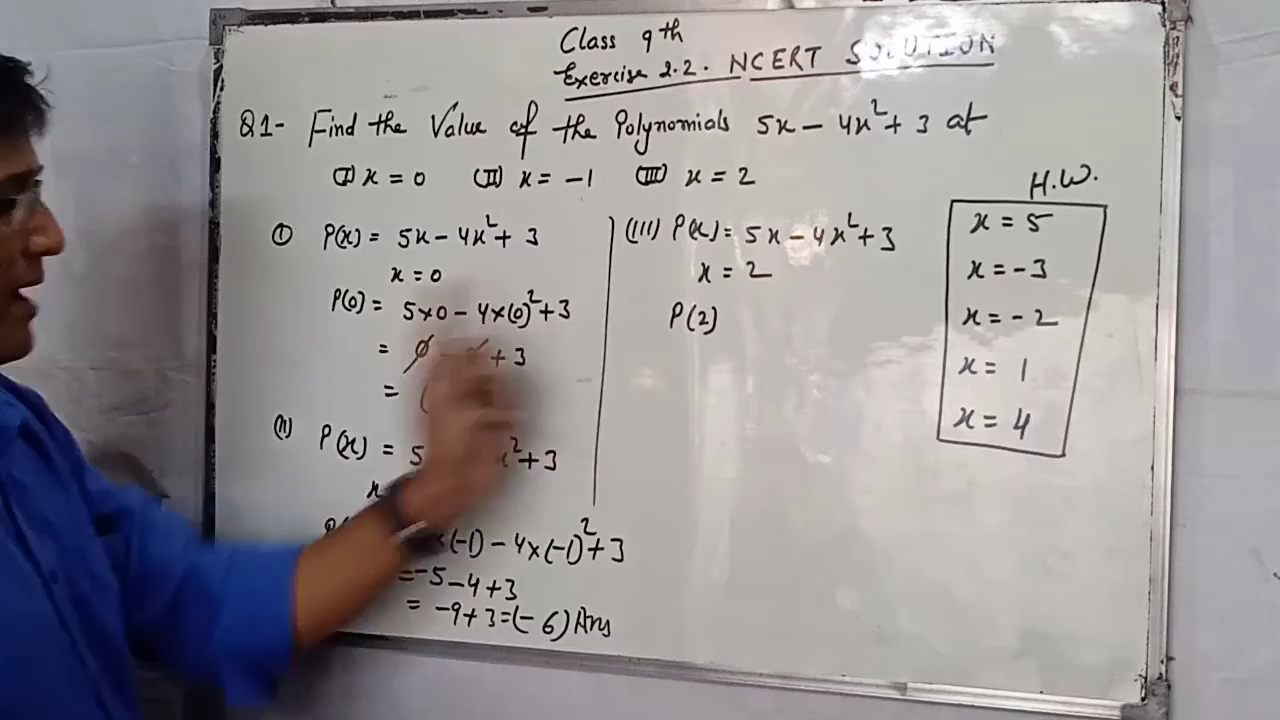 Class 9th
Exercise 2.2. NCERT SOLUTION
Q1- Find the Value of the Polynomials 5x - 4x² + 3 at
(I) x = 0 (II) x = -1 (III) x = 2
(I) P(x) = 5x - 4x² + 3
x = 0
P(0) = 5×0 - 4×(0)² + 3
= 0 + 3
=
(II) P(x) = 5 x² + 3
x
(-1) - 4×(-1)² + 3
= -5 - 4 + 3
= -9 + 3 = (-6) Ans
(III) P(x) = 5x - 4x² + 3
x = 2
P(2)
H.W.
x = 5
x = -3
x = -2
x = 1
x = 4